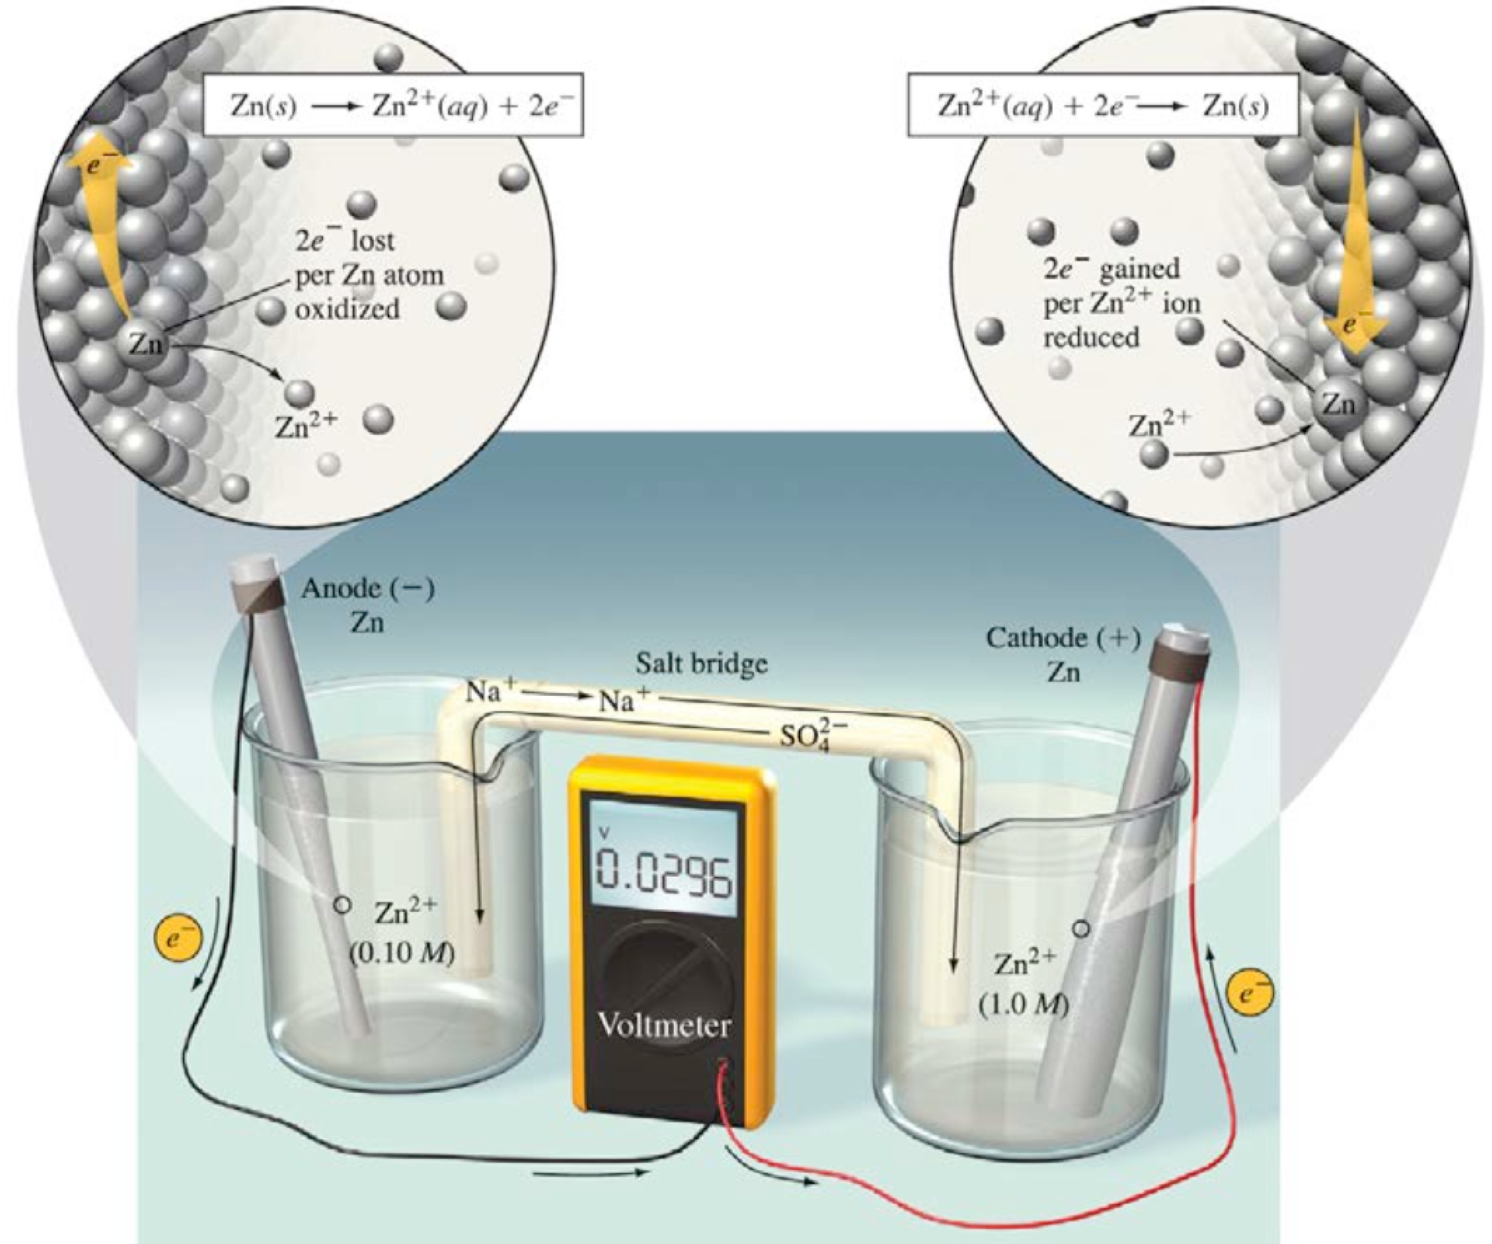 Zn(s) ⟶ Zn²⁺(aq) + 2e⁻
Zn²⁺(aq) + 2e⁻ ⟶ Zn(s)
e⁻
2e⁻ lost
per Zn atom
oxidized
Zn
Zn²⁺
2e⁻ gained
per Zn²⁺ ion
reduced
e⁻
Zn
Zn²⁺
Anode (−)
Zn
Cathode (+)
Zn
Salt bridge
Na⁺ ⟶ Na⁺
SO₄²⁻
V
0.0296
Zn²⁺
(0.10 M)
Zn²⁺
(1.0 M)
e⁻
e⁻
Voltmeter